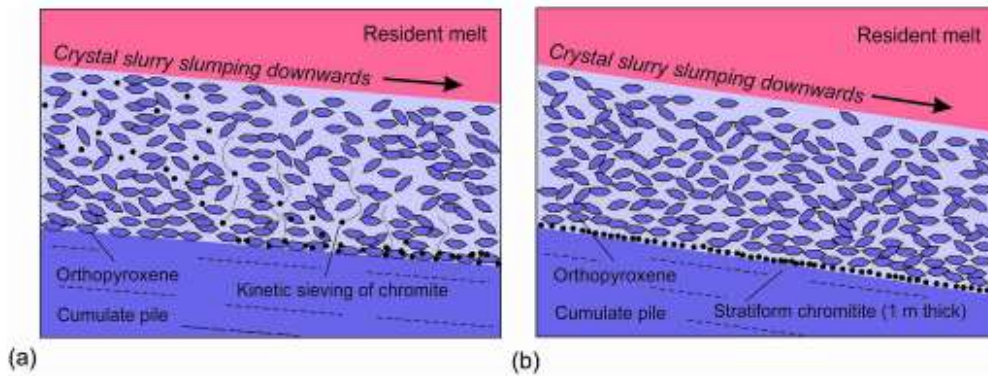 Resident melt
Crystal slurry slumping downwards
Orthopyroxene
Kinetic sieving of chromite
Cumulate pile
(a)
Resident melt
Crystal slurry slumping downwards
Orthopyroxene
Stratiform chromitite (1 m thick)
Cumulate pile
(b)